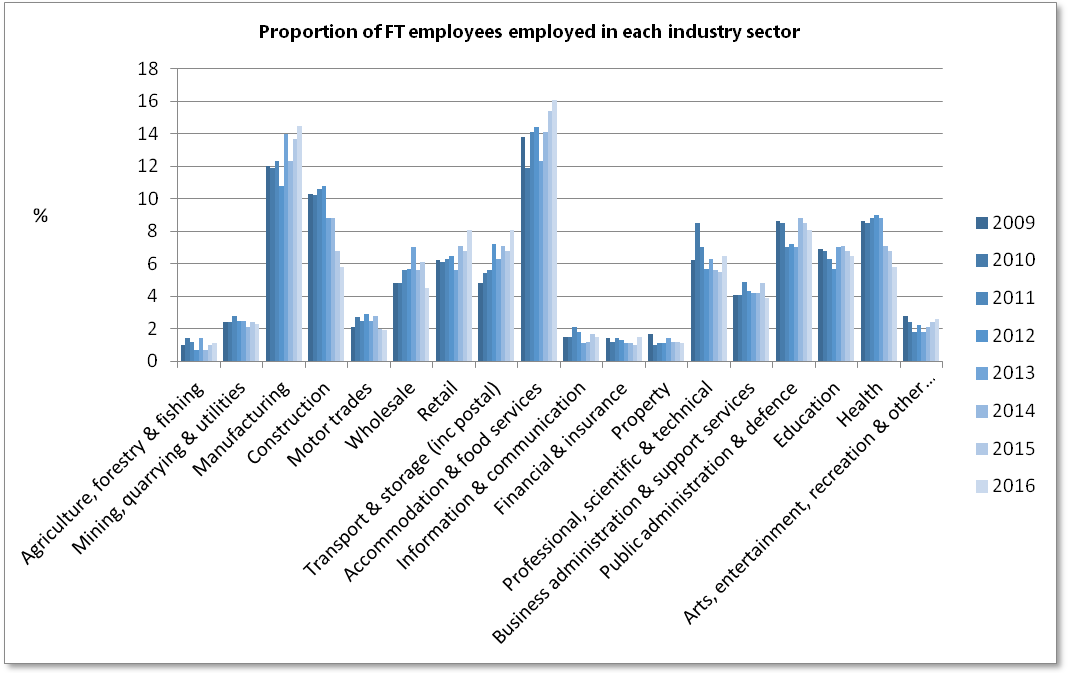 Proportion of FT employees employed in each industry sector
18
16
14
12
10
8
6
4
2
0
%
Agriculture, forestry & fishing
Mining, quarrying & utilities
Manufacturing
Construction
Motor trades
Wholesale
Retail
Transport & storage (inc postal)
Accommodation & food services
Information & communication
Financial & insurance
Property
Professional, scientific & technical
Business administration & support services
Public administration & defence
Education
Health
Arts, entertainment, recreation & other...
2009
2010
2011
2012
2013
2014
2015
2016